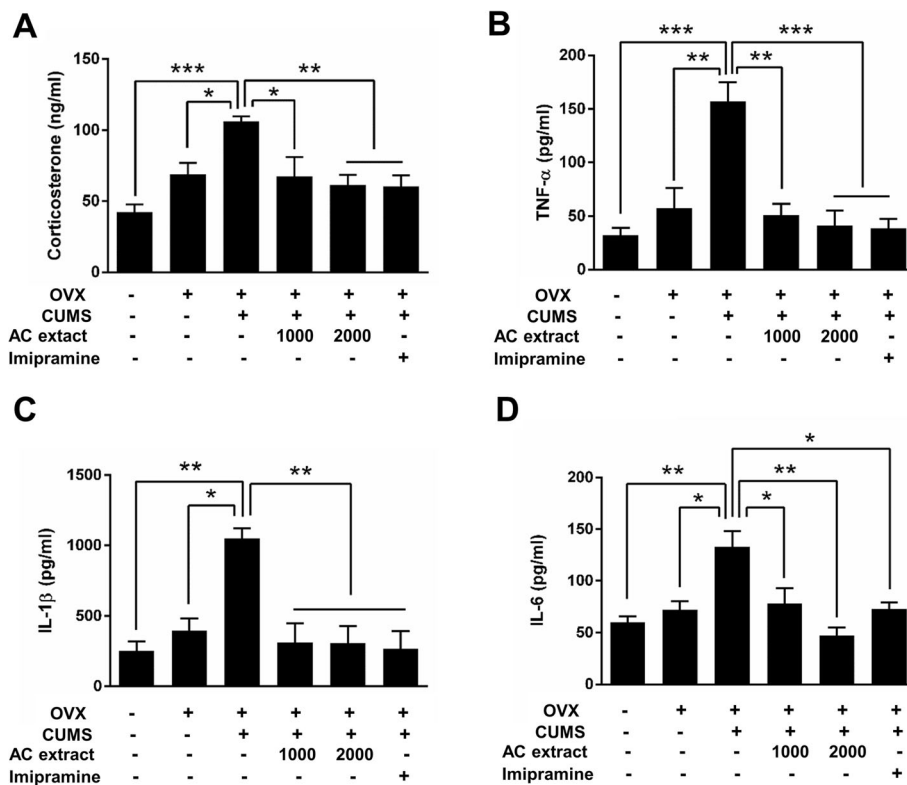 A
Corticosterone (ng/ml)
150
100
50
0
***
**
*
*
OVX - + + + + +
CUMS - - + + + +
AC extact - - - 1000 2000 -
Imipramine - - - - - +
B
TNF-α (pg/ml)
200
150
100
50
0
***
***
**
**
OVX - + + + + +
CUMS - - + + + +
AC extract - - - 1000 2000 -
Imipramine - - - - - +
C
IL-1β (pg/ml)
1500
1000
500
0
**
**
*
OVX - + + + + +
CUMS - - + + + +
AC extract - - - 1000 2000 -
Imipramine - - - - - +
D
IL-6 (pg/ml)
200
150
100
50
0
*
**
**
*
*
OVX - + + + + +
CUMS - - + + + +
AC extract - - - 1000 2000 -
Imipramine - - - - - +